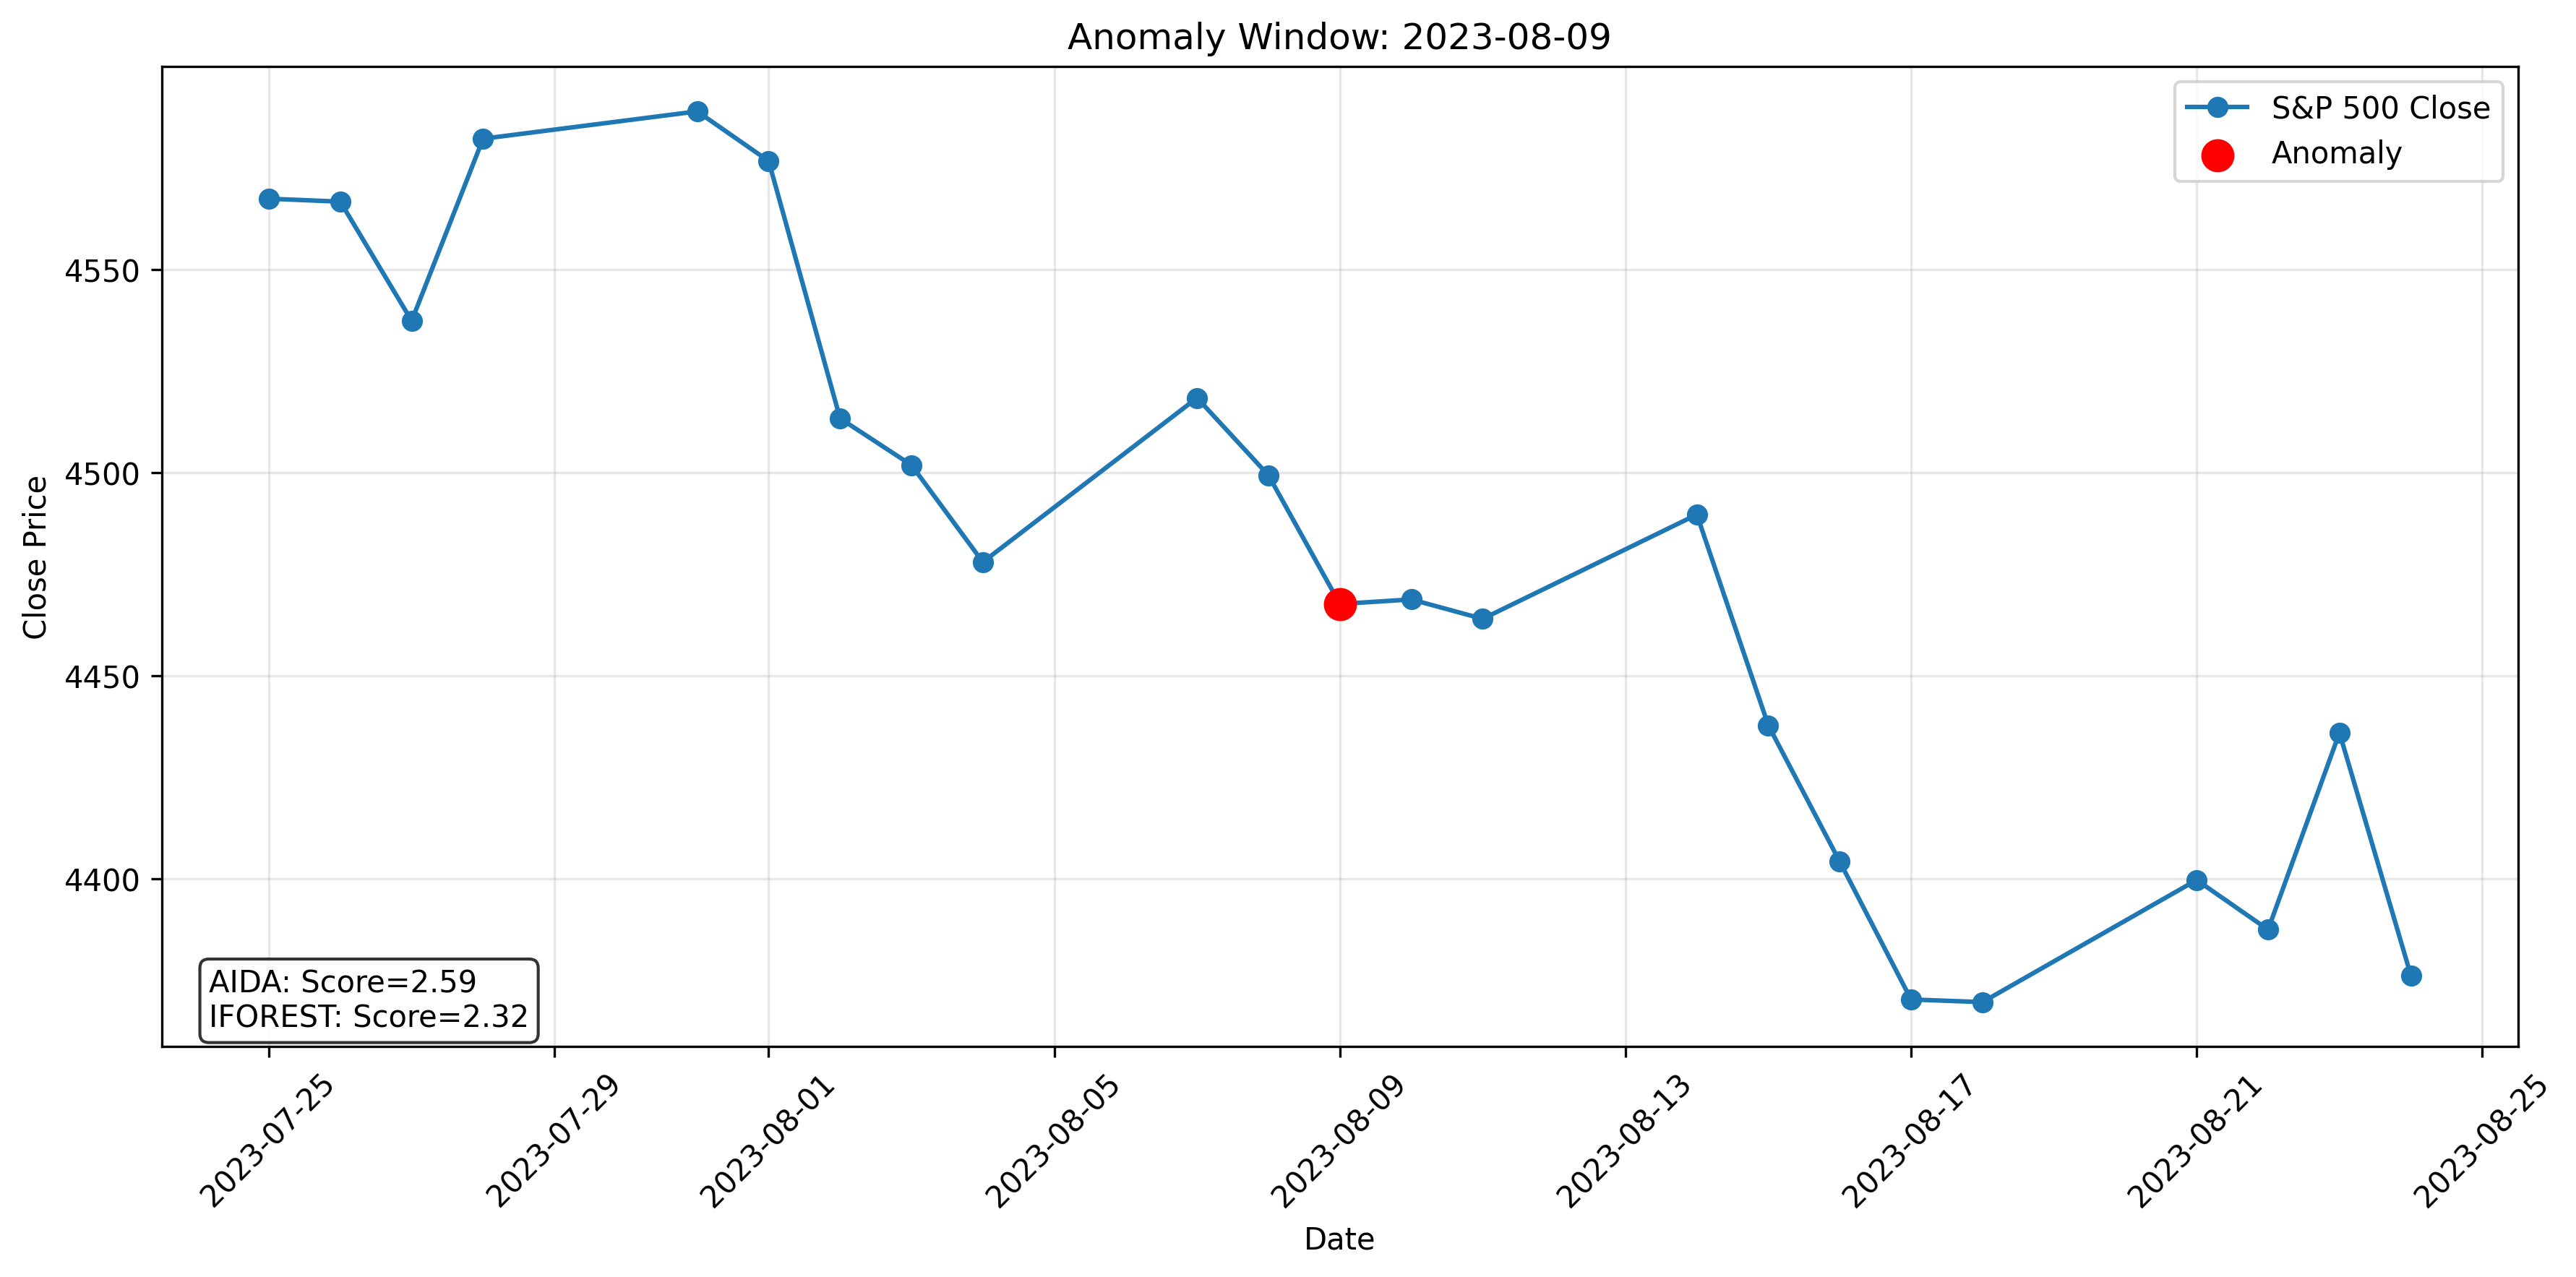 Anomaly Window: 2023-08-09
S&P 500 Close
Anomaly
Close Price
4550
4500
4450
4400
AIDA: Score=2.59
IFOREST: Score=2.32
2023-07-25
2023-07-29
2023-08-01
2023-08-05
2023-08-09
2023-08-13
2023-08-17
2023-08-21
2023-08-25
Date